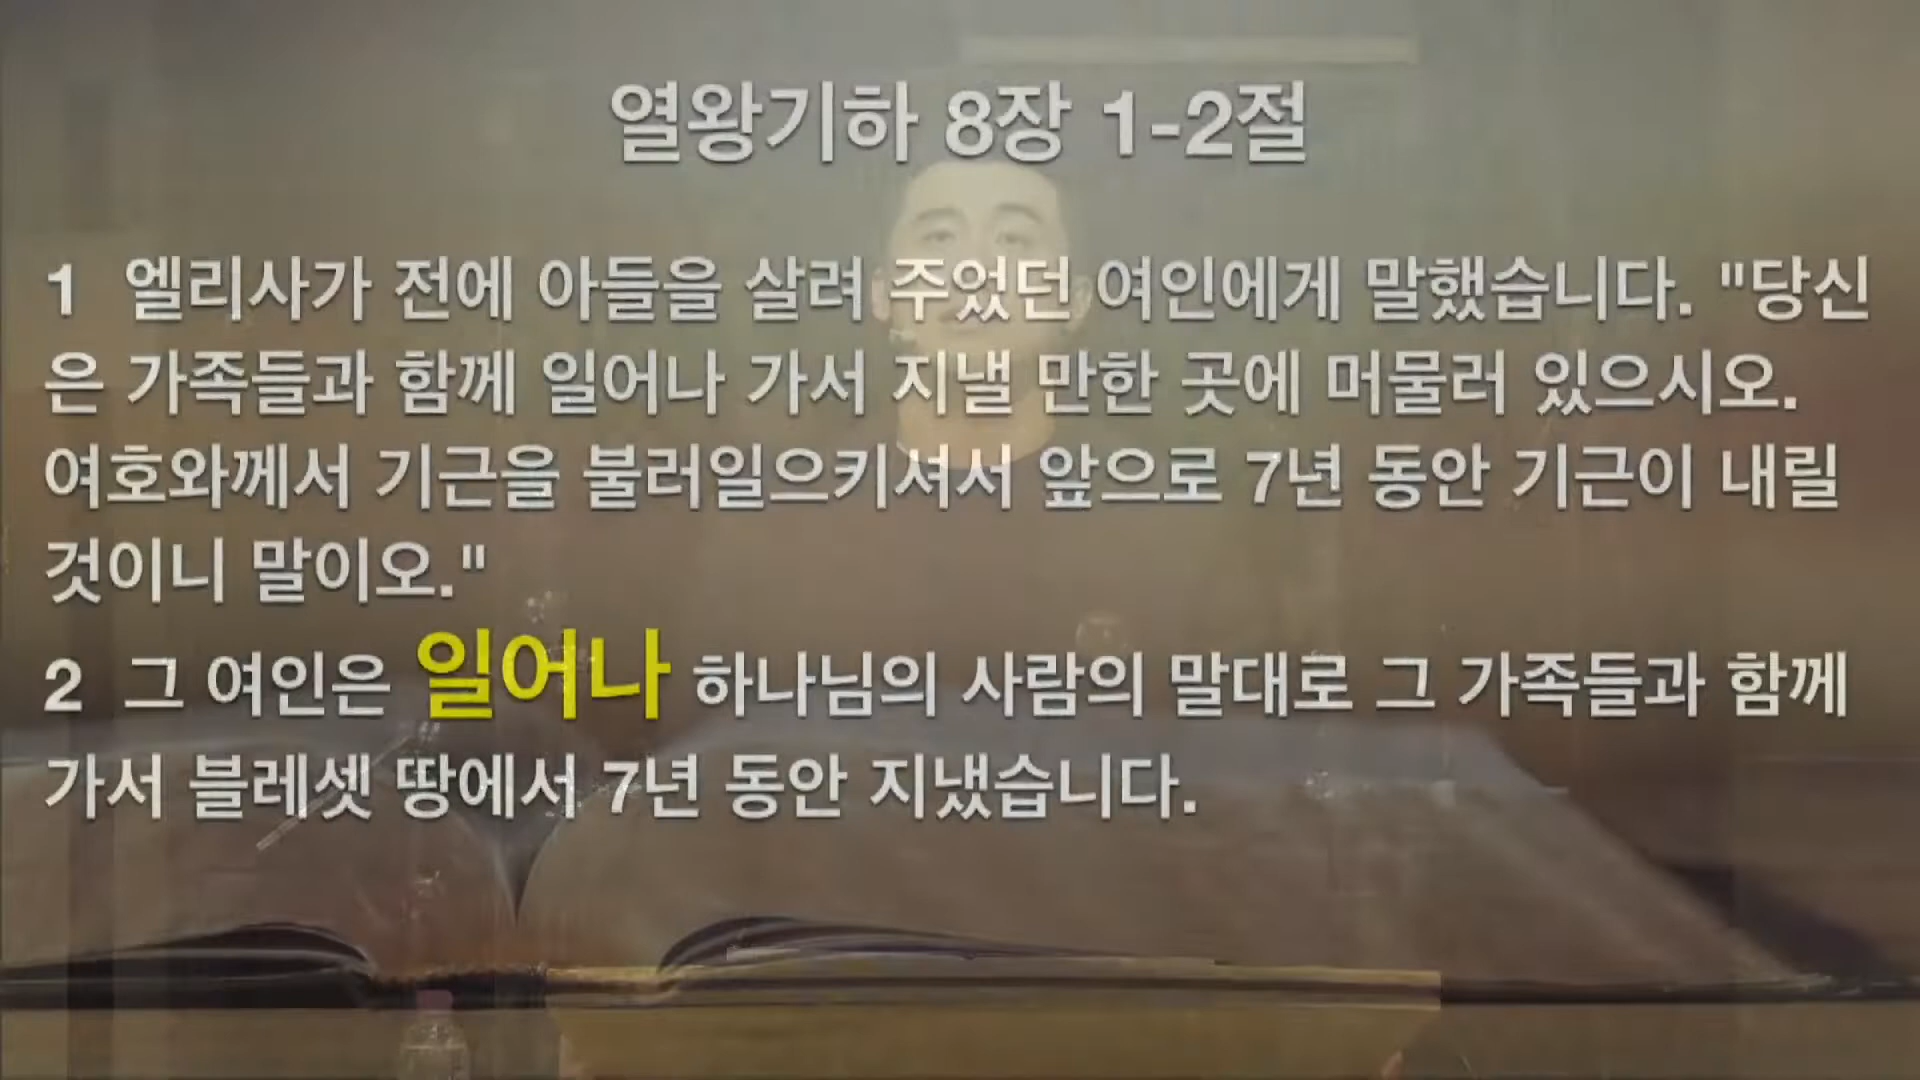 열왕기하 8장 1-2절
1 엘리사가 전에 아들을 살려 주었던 여인에게 말했습니다. "당신
은 가족들과 함께 일어나 가서 지낼 만한 곳에 머물러 있으시오.
여호와께서 기근을 불러일으키셔서 앞으로 7년 동안 기근이 내릴
것이니 말이오."
2 그 여인은 일어나 하나님의 사람의 말대로 그 가족들과 함께
가서 블레셋 땅에서 7년 동안 지냈습니다.